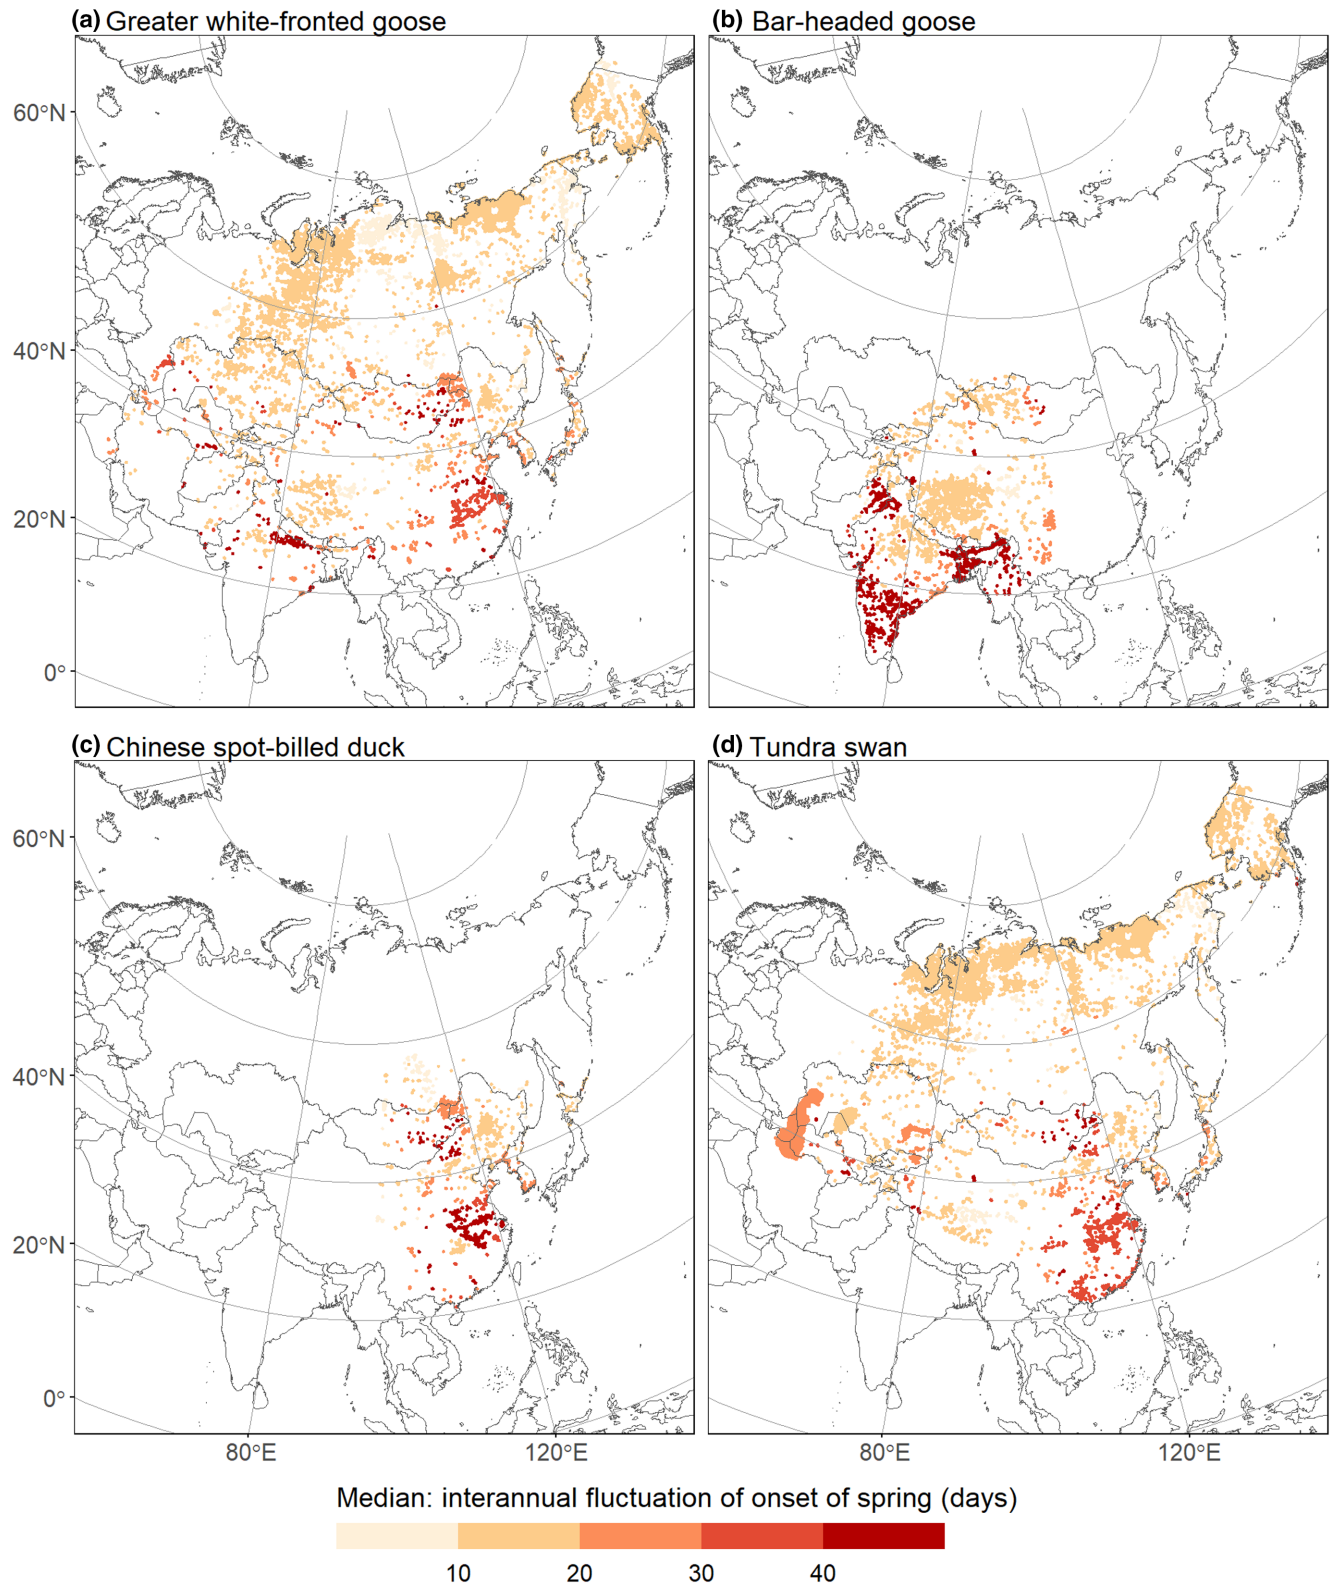 (a) Greater white-fronted goose
(b) Bar-headed goose
60°N
40°N
20°N
0°
(c) Chinese spot-billed duck
(d) Tundra swan
60°N
40°N
20°N
0°
80°E
120°E
80°E
120°E
Median: interannual fluctuation of onset of spring (days)
10
20
30
40